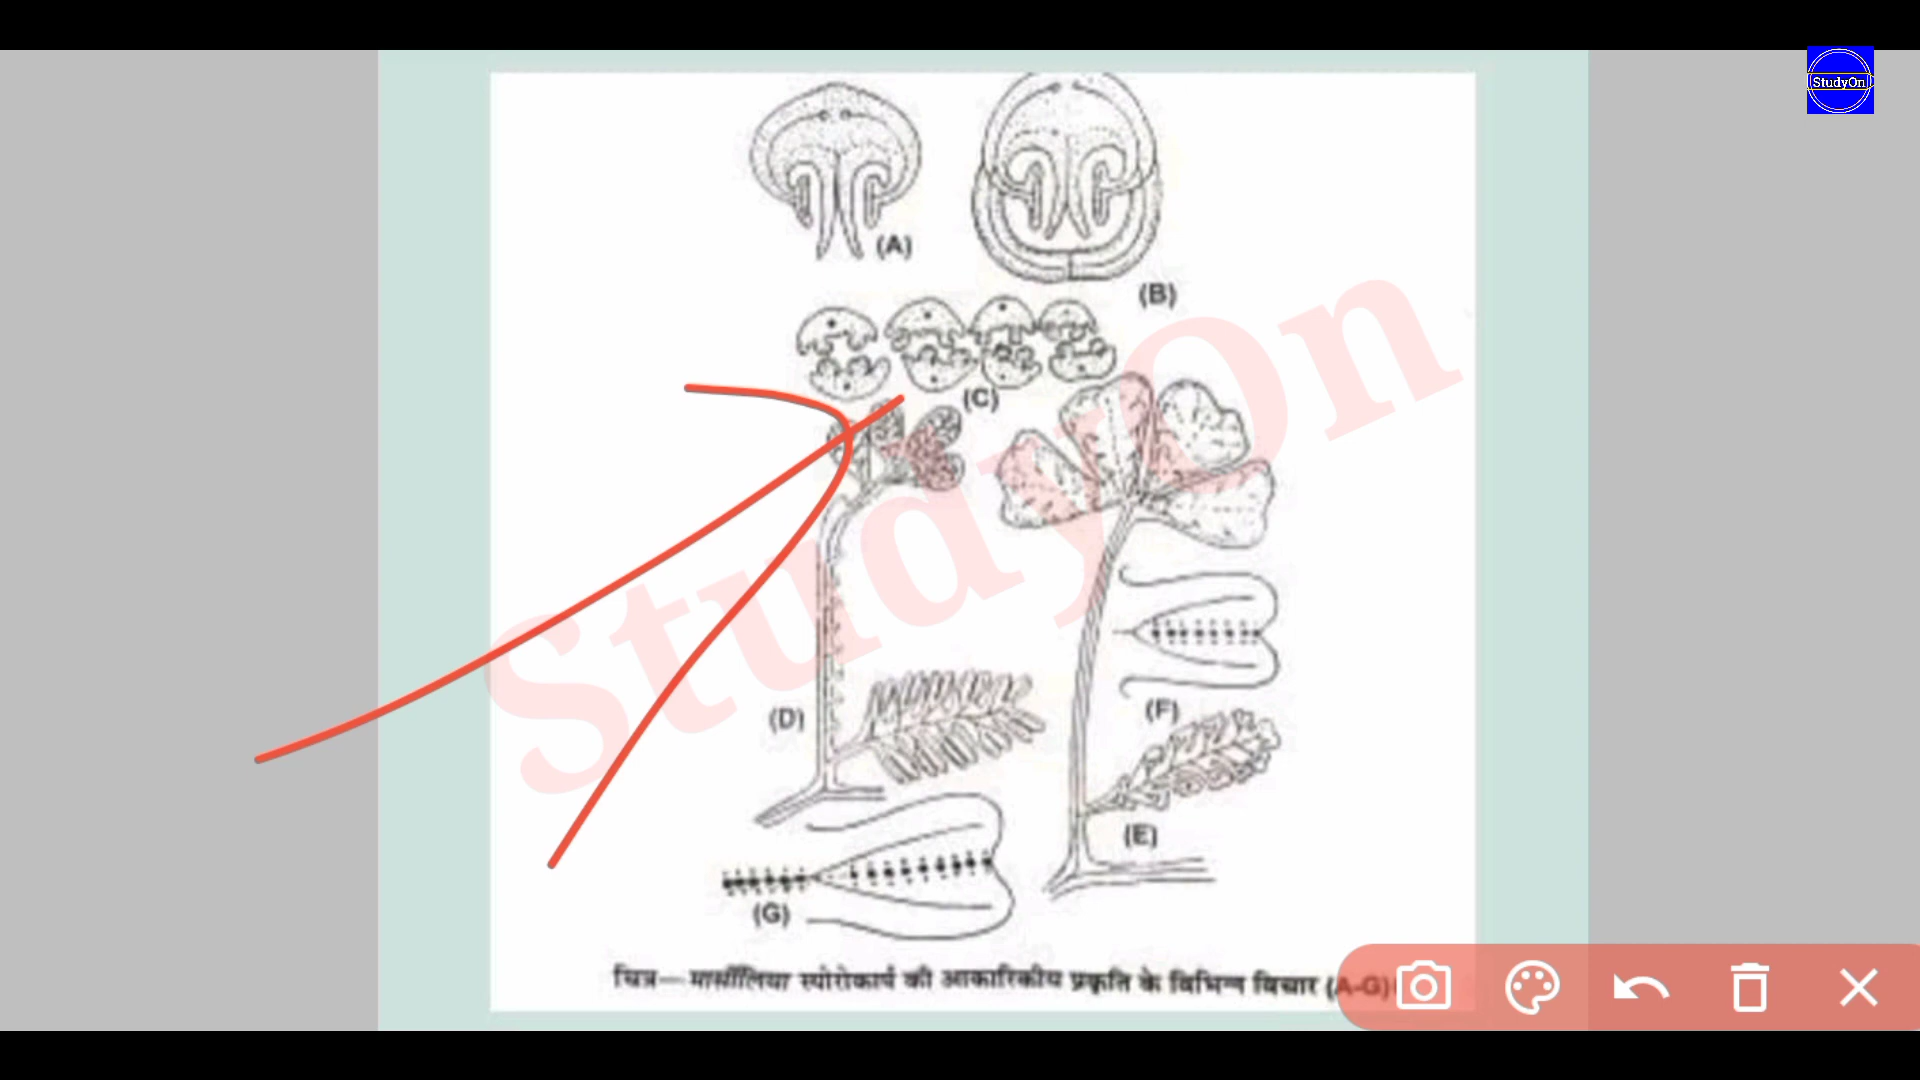 StudyOn
(A)
(B)
(C)
StudyOn
(D)
(F)
(E)
(G)
चित्र— मार्सीलिया स्पोरोकार्प की आकारिकीय प्रकृति के विभिन्न विचार (A-G)